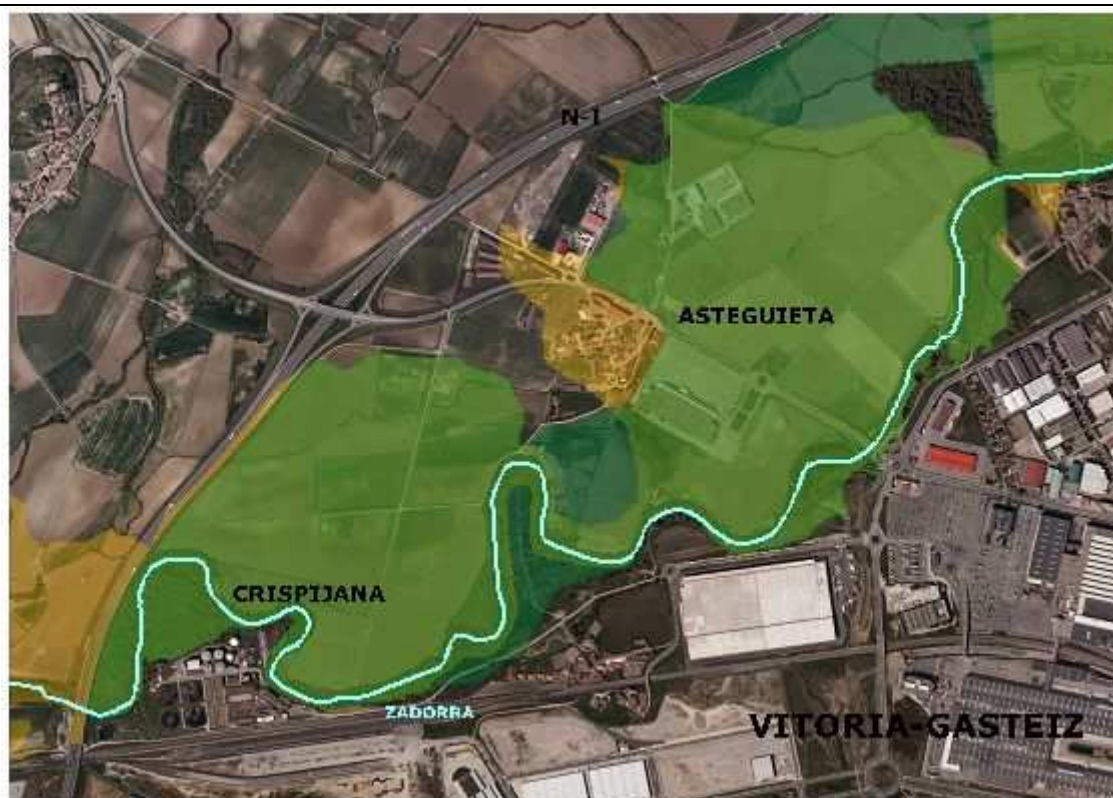 N-I
ASTEGUIETA
CRISPIJANA
ZADORRA
VITORIA-GASTEIZ